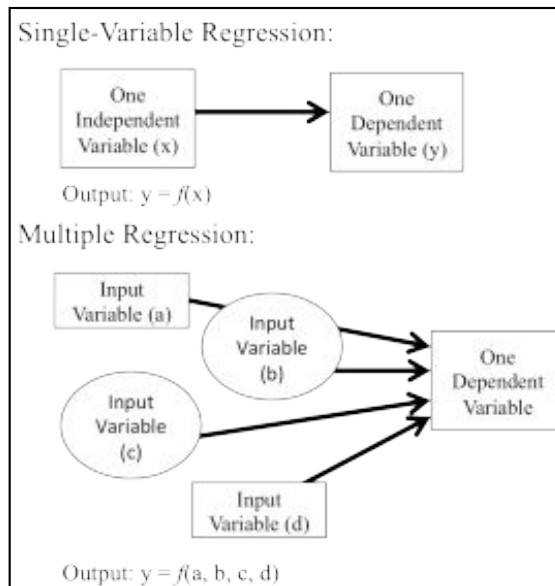 Single-Variable Regression:
One
Independent
Variable (x)
One
Dependent
Variable (y)
Output: y = f(x)
Multiple Regression:
Input
Variable (a)
Input
Variable
(b)
One
Dependent
Variable
Input
Variable
(c)
Input
Variable (d)
Output: y = f(a, b, c, d)